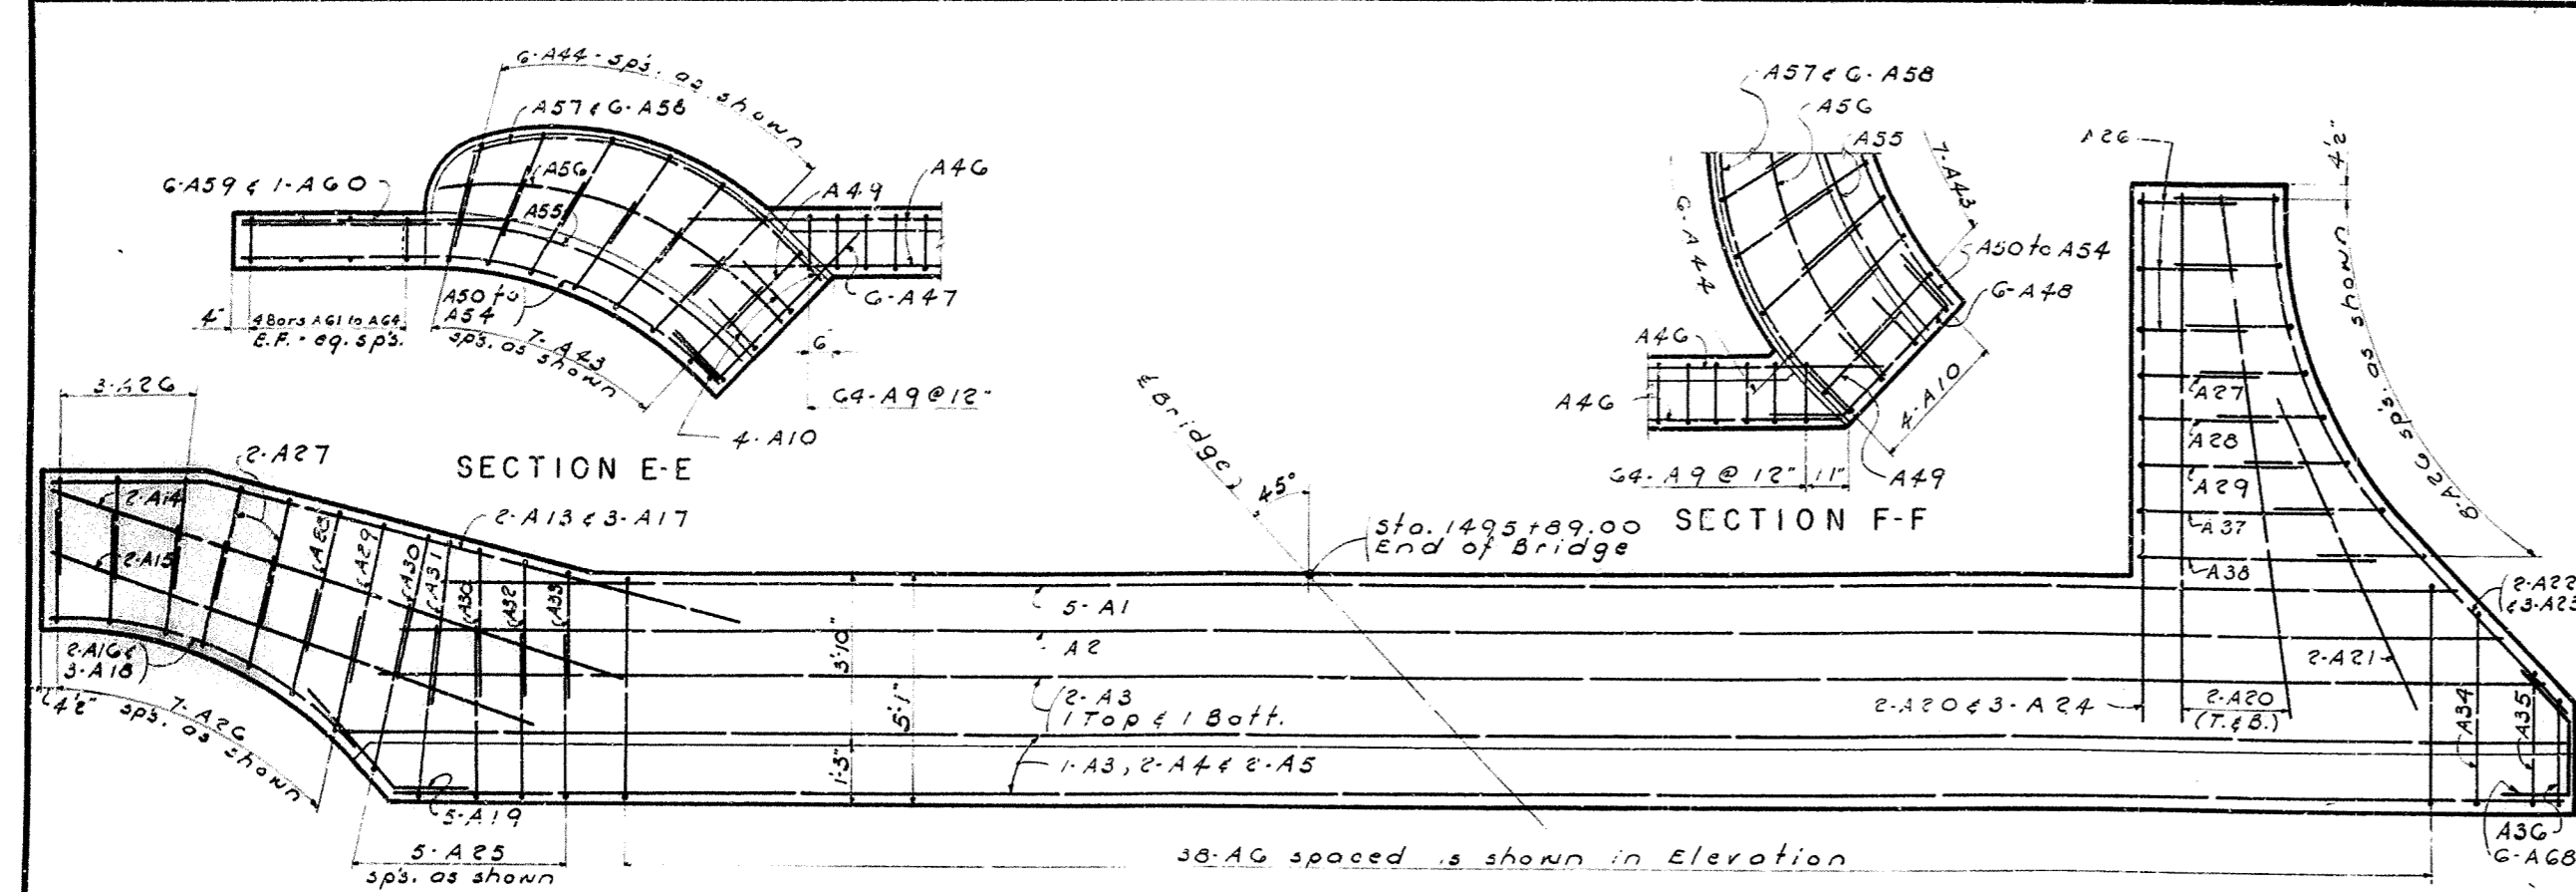 6-A44-sp's. as shown
A57 & 6-A58
6-A59 & 1-A60
A56
A55
A49
A46
6-A47
A50 to
A54
7-A43
sp's. as shown
4"
4Bars A61 to A64
E.F. - eq. sp's.
6
64-A9@12"
4-A10
SECTION E-E
A57 & 6-A58
A56
A55
7-A43
6-A44
A50 to A54
6-A48
A46
A46
4-A10
64-A9 @ 12"
11"
A49
SECTION F-F
¢ Bridge
45°
Sta. 1495+89.00
End of Bridge
3-A26
2-A27
2-A14
2-A15
2-A13 & 3-A17
A28
A29
A30
A31
A30
A32
A33
2-A16 &
3-A18
4½"
7-A26
sp's. as shown
5-A19
5-A25
sp's. as shown
5-A1
A2
2-A3
1 Top & 1 Bott.
1-A3, 2-A4 & 2-A5
3'-10"
5'-1"
1'-3"
38-A6 spaced as shown in Elevation
A26
4½"
A27
A28
A29
A37
A38
8-A26 sp's. as shown
2-A22
& 3-A23
2-A21
2-A20 & 3-A24
2-A20
(T. & B.)
A34
A35
A36
6-A68